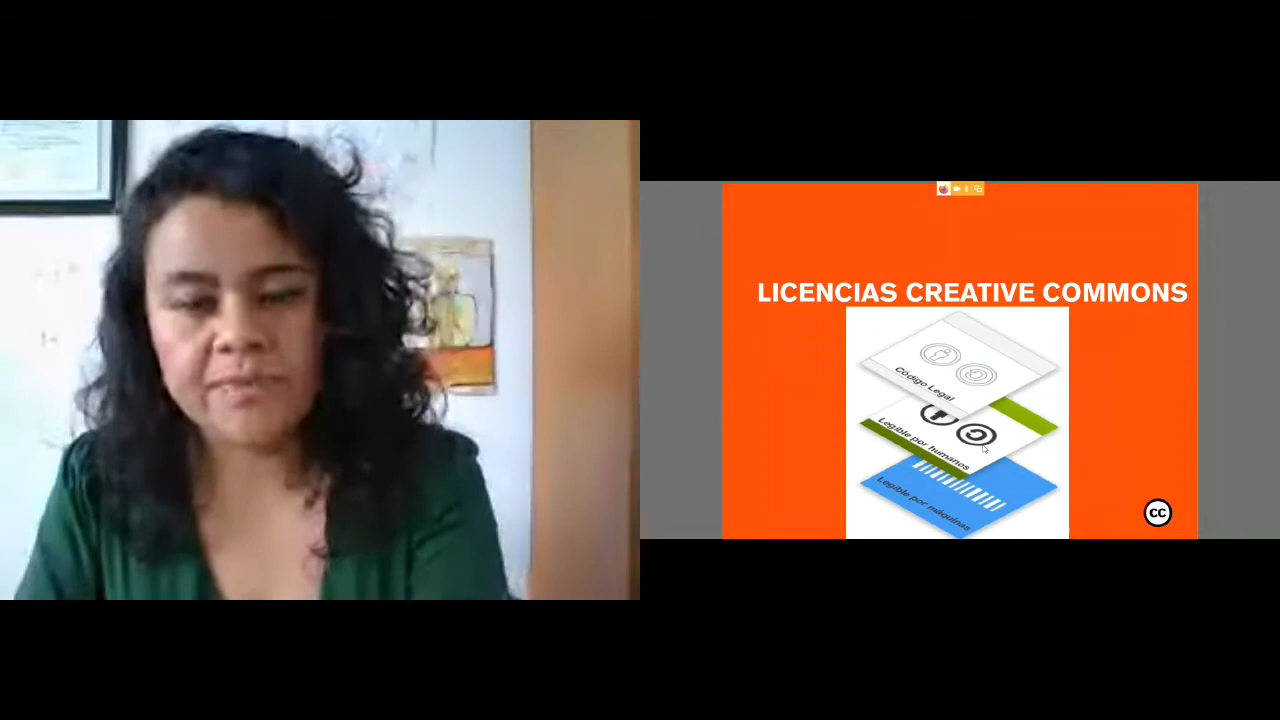 LICENCIAS CREATIVE COMMONS
Código Legal
Legible por humanos
Legible por máquinas
cc